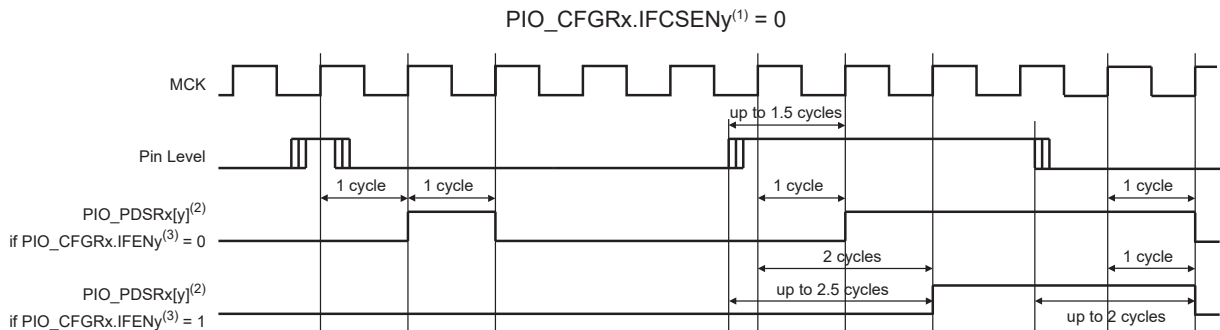 PIO_CFGRx.IFCSENy(1) = 0
MCK
up to 1.5 cycles
Pin Level
1 cycle
1 cycle
1 cycle
1 cycle
PIO_PDSRx[y](2)
if PIO_CFGRx.IFENy(3) = 0
2 cycles
1 cycle
PIO_PDSRx[y](2)
up to 2.5 cycles
up to 2 cycles
if PIO_CFGRx.IFENy(3) = 1